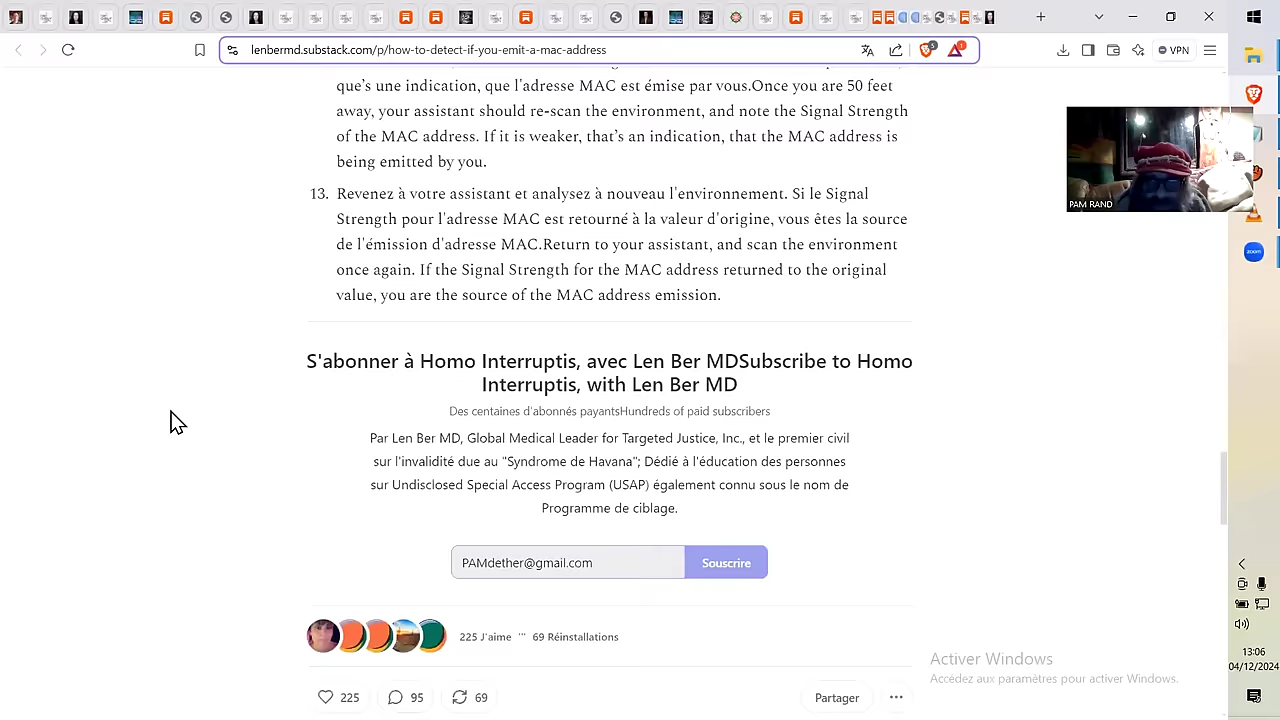 lenbermd.substack.com/p/how-to-detect-if-you-emit-a-mac-address
VPN
que's une indication, que l'adresse MAC est émise par vous.Once you are 50 feet
away, your assistant should re-scan the environment, and note the Signal Strength
of the MAC address. If it is weaker, that's an indication, that the MAC address is
being emitted by you.
13. Revenez à votre assistant et analysez à nouveau l'environnement. Si le Signal
Strength pour l'adresse MAC est retourné à la valeur d'origine, vous êtes la source
de l'émission d'adresse MAC.Return to your assistant, and scan the environment
once again. If the Signal Strength for the MAC address returned to the original
value, you are the source of the MAC address emission.
PAM RAND
zoom
S'abonner à Homo Interruptis, avec Len Ber MDSubscribe to Homo
Interruptis, with Len Ber MD
Des centaines d'abonnés payantsHundreds of paid subscribers
Par Len Ber MD, Global Medical Leader for Targeted Justice, Inc., et le premier civil
sur l'invalidité due au "Syndrome de Havana"; Dédié à l'éducation des personnes
sur Undisclosed Special Access Program (USAP) également connu sous le nom de
Programme de ciblage.
PAMdether@gmail.com
Souscrire
225 J'aime ··· 69 Réinstallations
225 95 69
Partager
Activer Windows
Accédez aux paramètres pour activer Windows.
13:06
04/12/2024